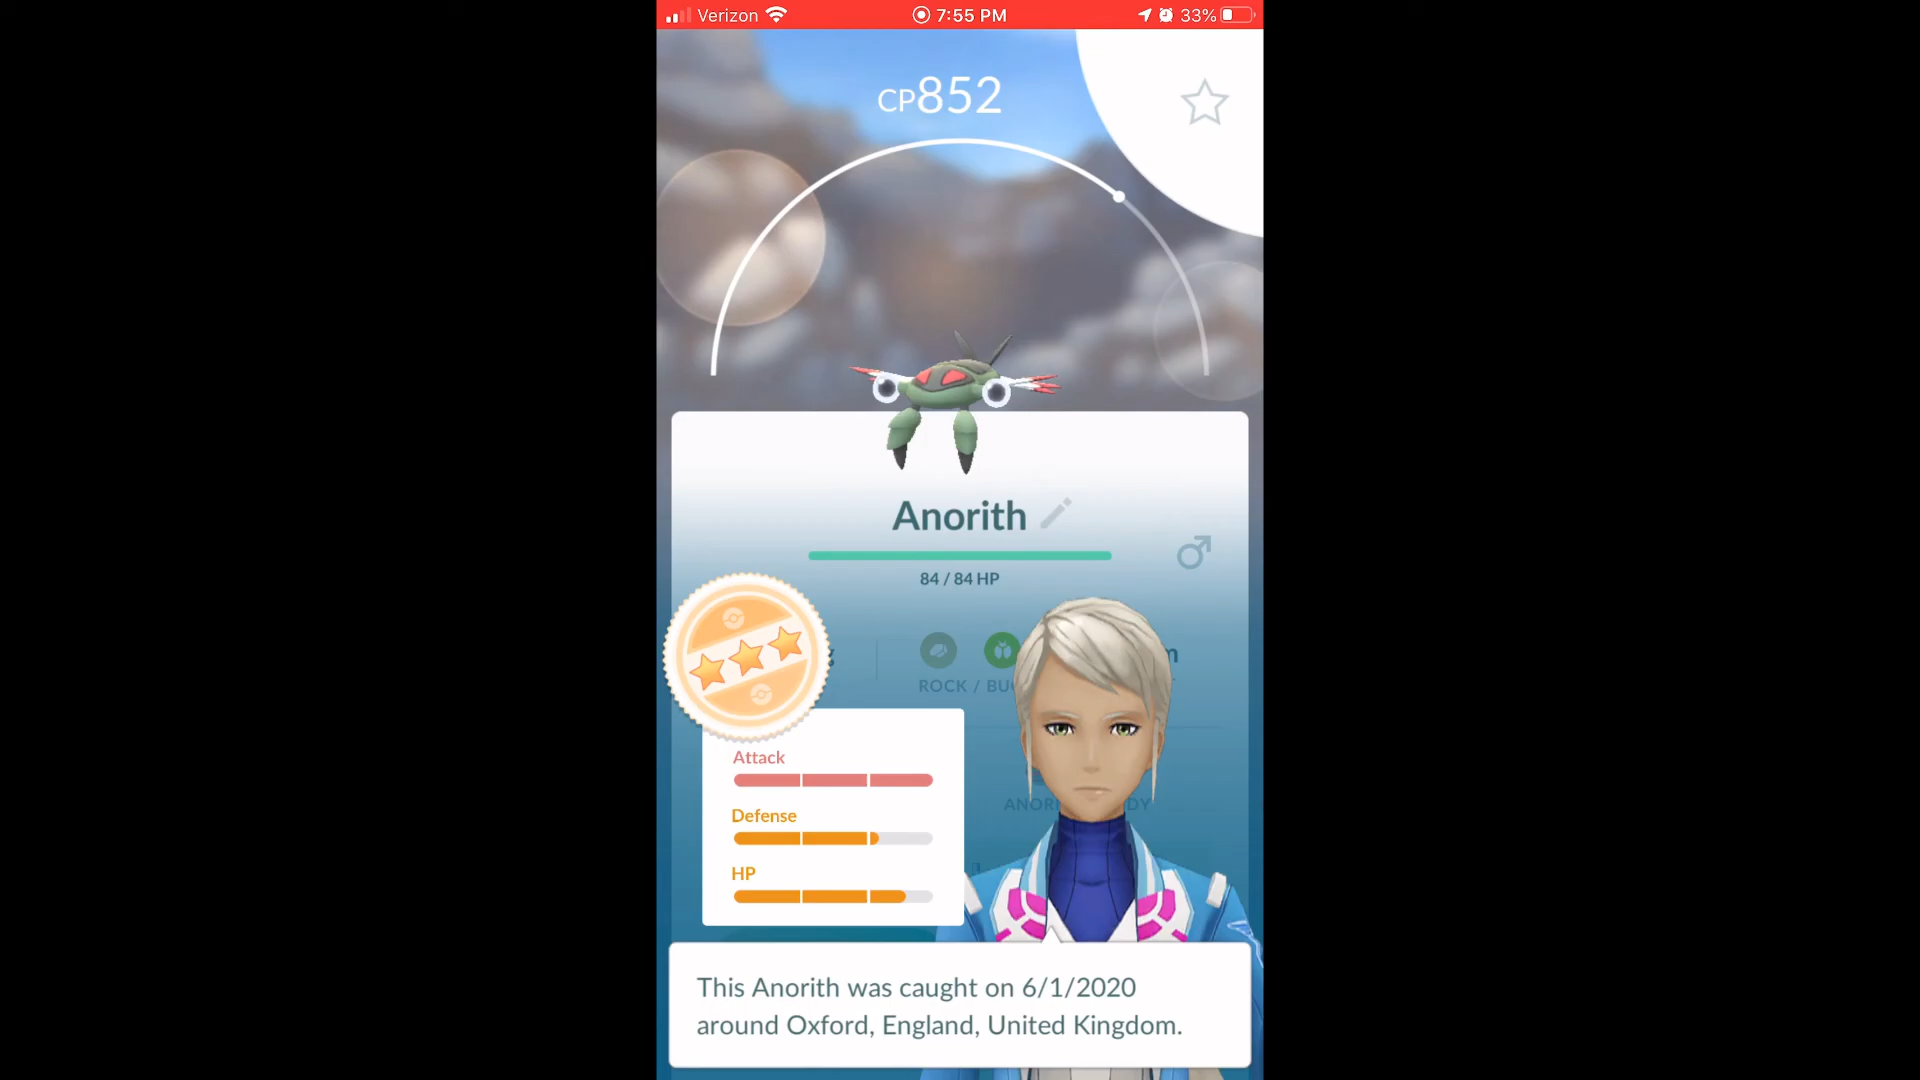 Verizon 7:55 PM 33%
CP852
Anorith
84 / 84 HP
ROCK /
Attack
Defense
HP
This Anorith was caught on 6/1/2020
around Oxford, England, United Kingdom.